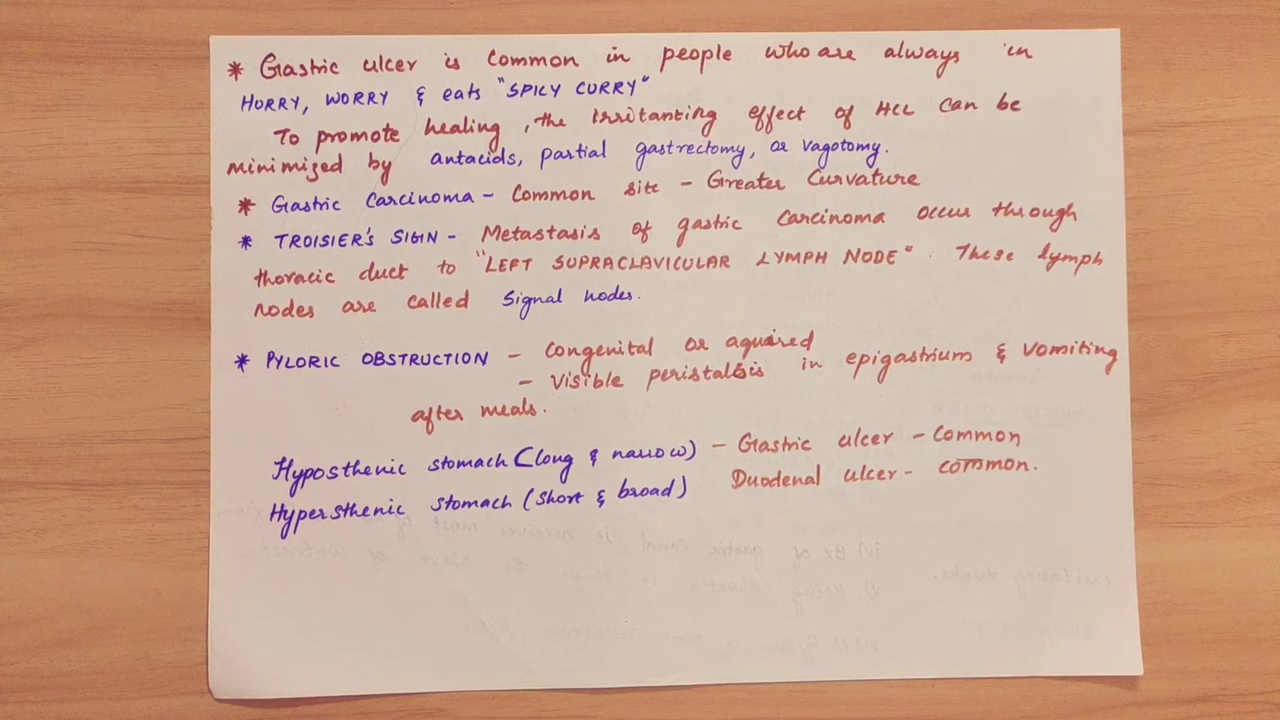 * Gastric ulcer is common in people who are always in
HURRY, WORRY & eats "SPICY CURRY"
To promote healing, the irritanting effect of HCL can be
minimized by antacids, partial gastrectomy, or vagotomy.
* Gastric Carcinoma - Common site - Greater Curvature
* TROISIER'S SIGN - Metastasis of gastric Carcinoma occur through
thoracic duct to "LEFT SUPRACLAVICULAR LYMPH NODE". These lymph
nodes are called Signal nodes.
* PYLORIC OBSTRUCTION - Congenital or aquired
- Visible peristalsis in epigastrium & vomiting
after meals.
Hyposthenic stomach (long & narrow) - Gastric ulcer - Common
Hypersthenic stomach (short & broad) Duodenal ulcer - common.